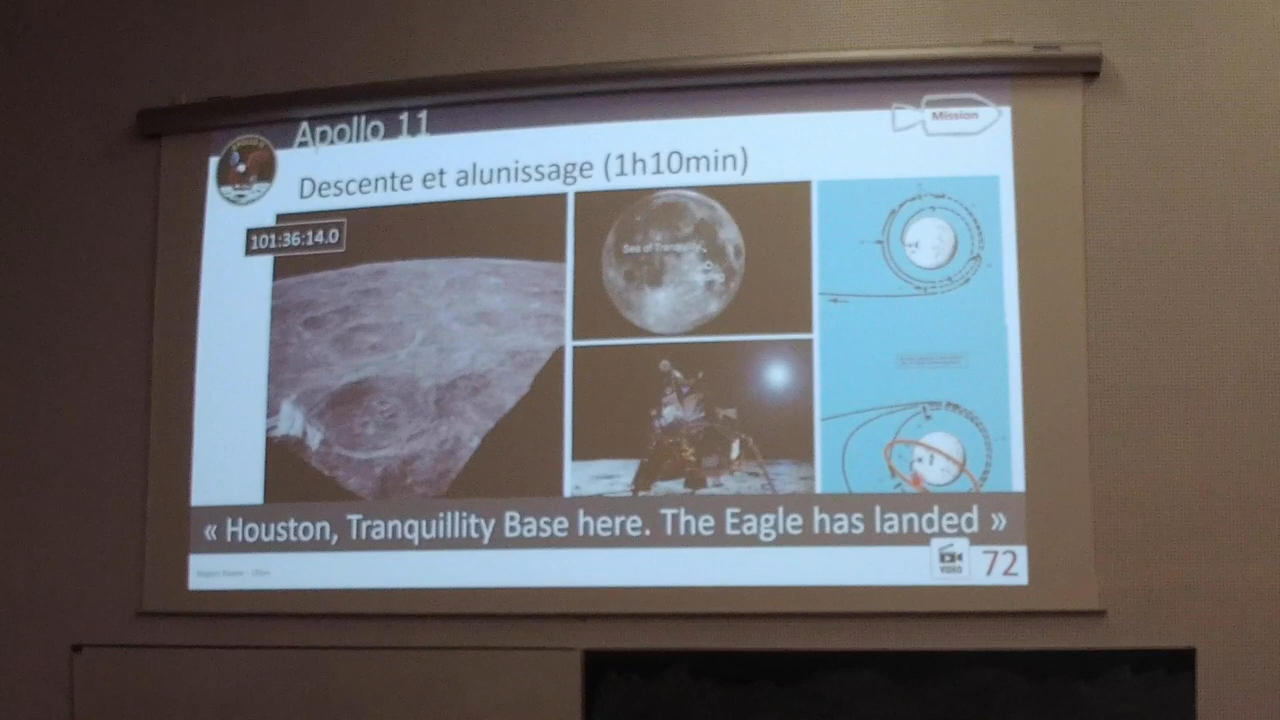 Apollo 11
Mission
Descente et alunissage (1h10min)
101:36:14.0
Sea of Tranquility
« Houston, Tranquillity Base here. The Eagle has landed »
VIDEO
72